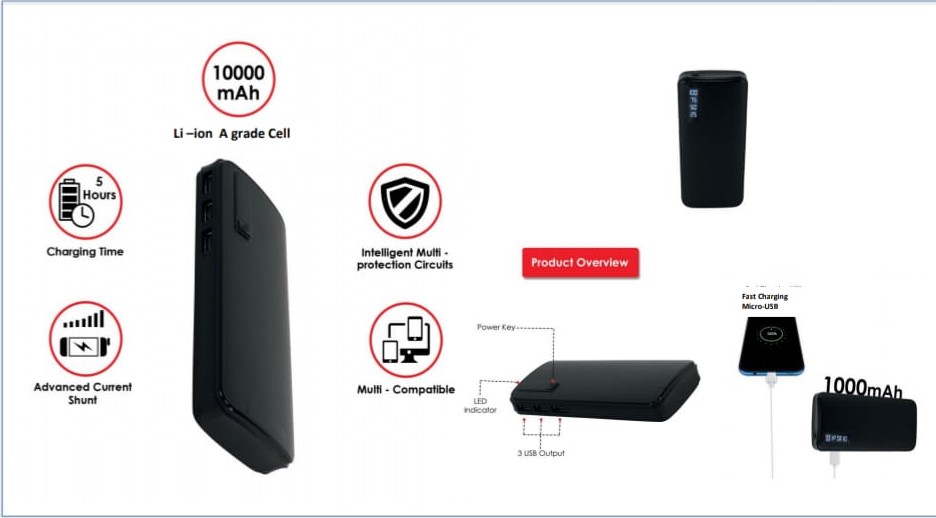 10000
mAh
Li –ion  A grade Cell
5
Hours
Charging Time
Intelligent Multi -
protection Circuits
Advanced Current
Shunt
Multi - Compatible
Product Overview
Power Key
LED
Indicator
3 USB Output
Fast Charging
Micro-USB
1000mAh